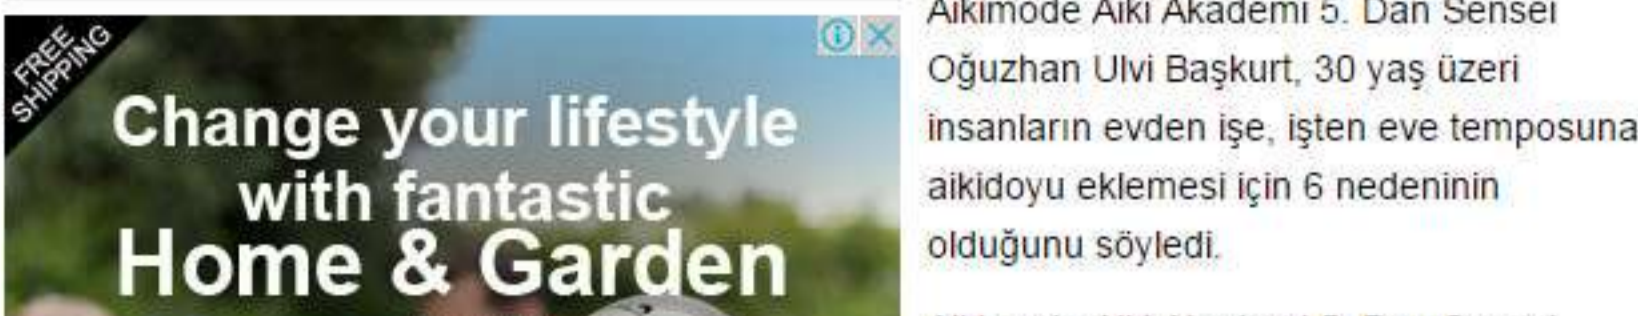 FREE
SHIPPING
Change your lifestyle
with fantastic
Home & Garden
Aikimode Aiki Akademi 5. Dan Sensei
Oğuzhan Ulvi Başkurt, 30 yaş üzeri
insanların evden işe, işten eve temposuna
aikidoyu eklemesi için 6 nedeninin
olduğunu söyledi.